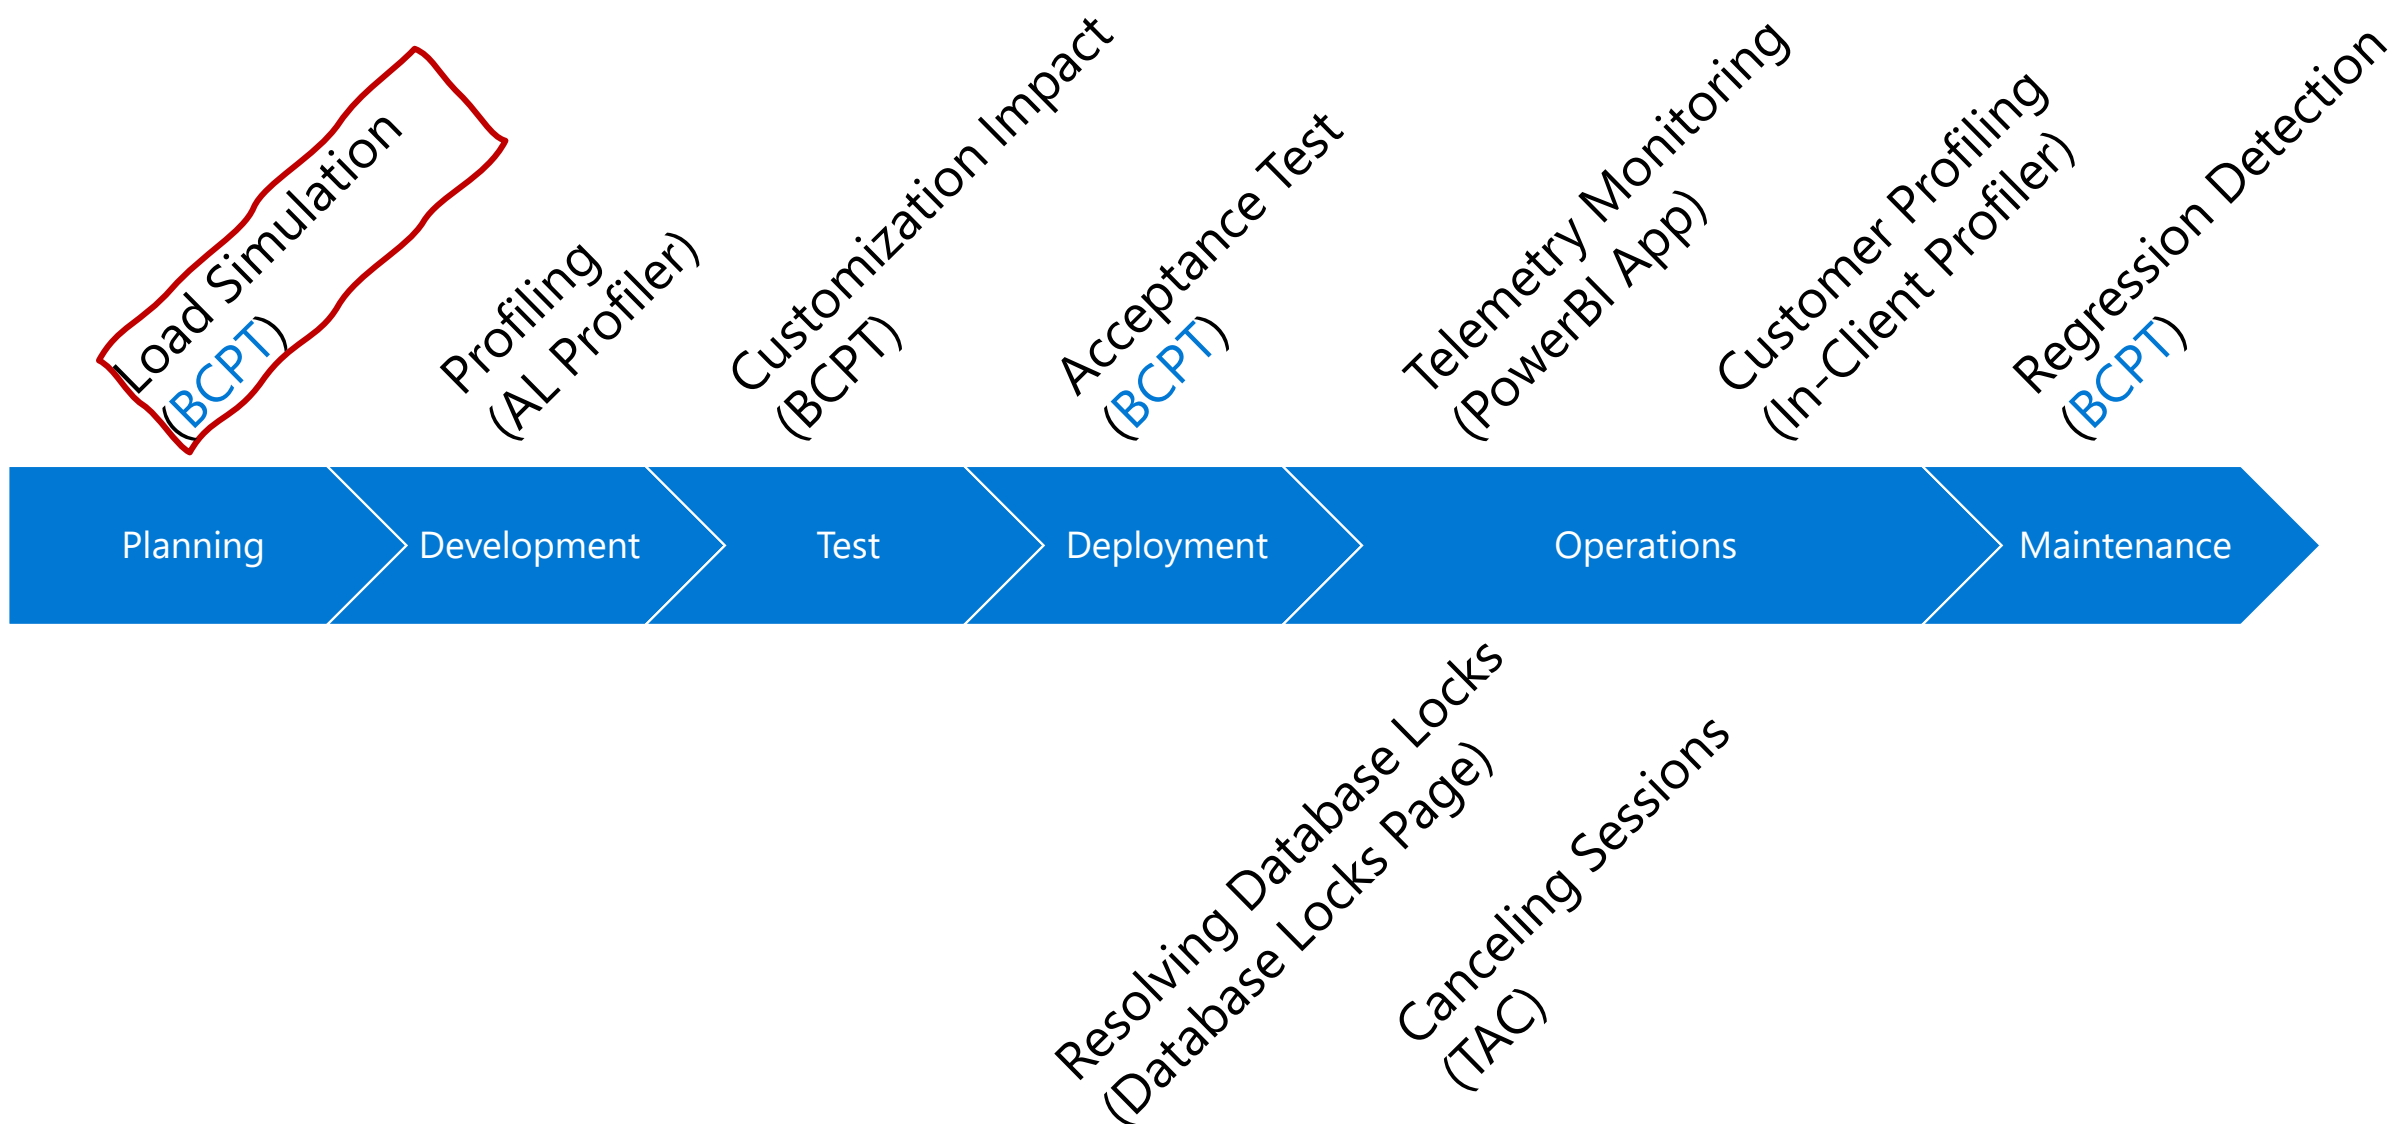 Load Simulation
(BCPT)
Profiling
(AL Profiler)
Customization Impact
(BCPT)
Acceptance Test
(BCPT)
Telemetry Monitoring
(PowerBI App)
Customer Profiling
(In-Client Profiler)
Regression Detection
(BCPT)
Planning
Development
Test
Deployment
Operations
Maintenance
Resolving Database Locks
(Database Locks Page)
Canceling Sessions
(TAC)